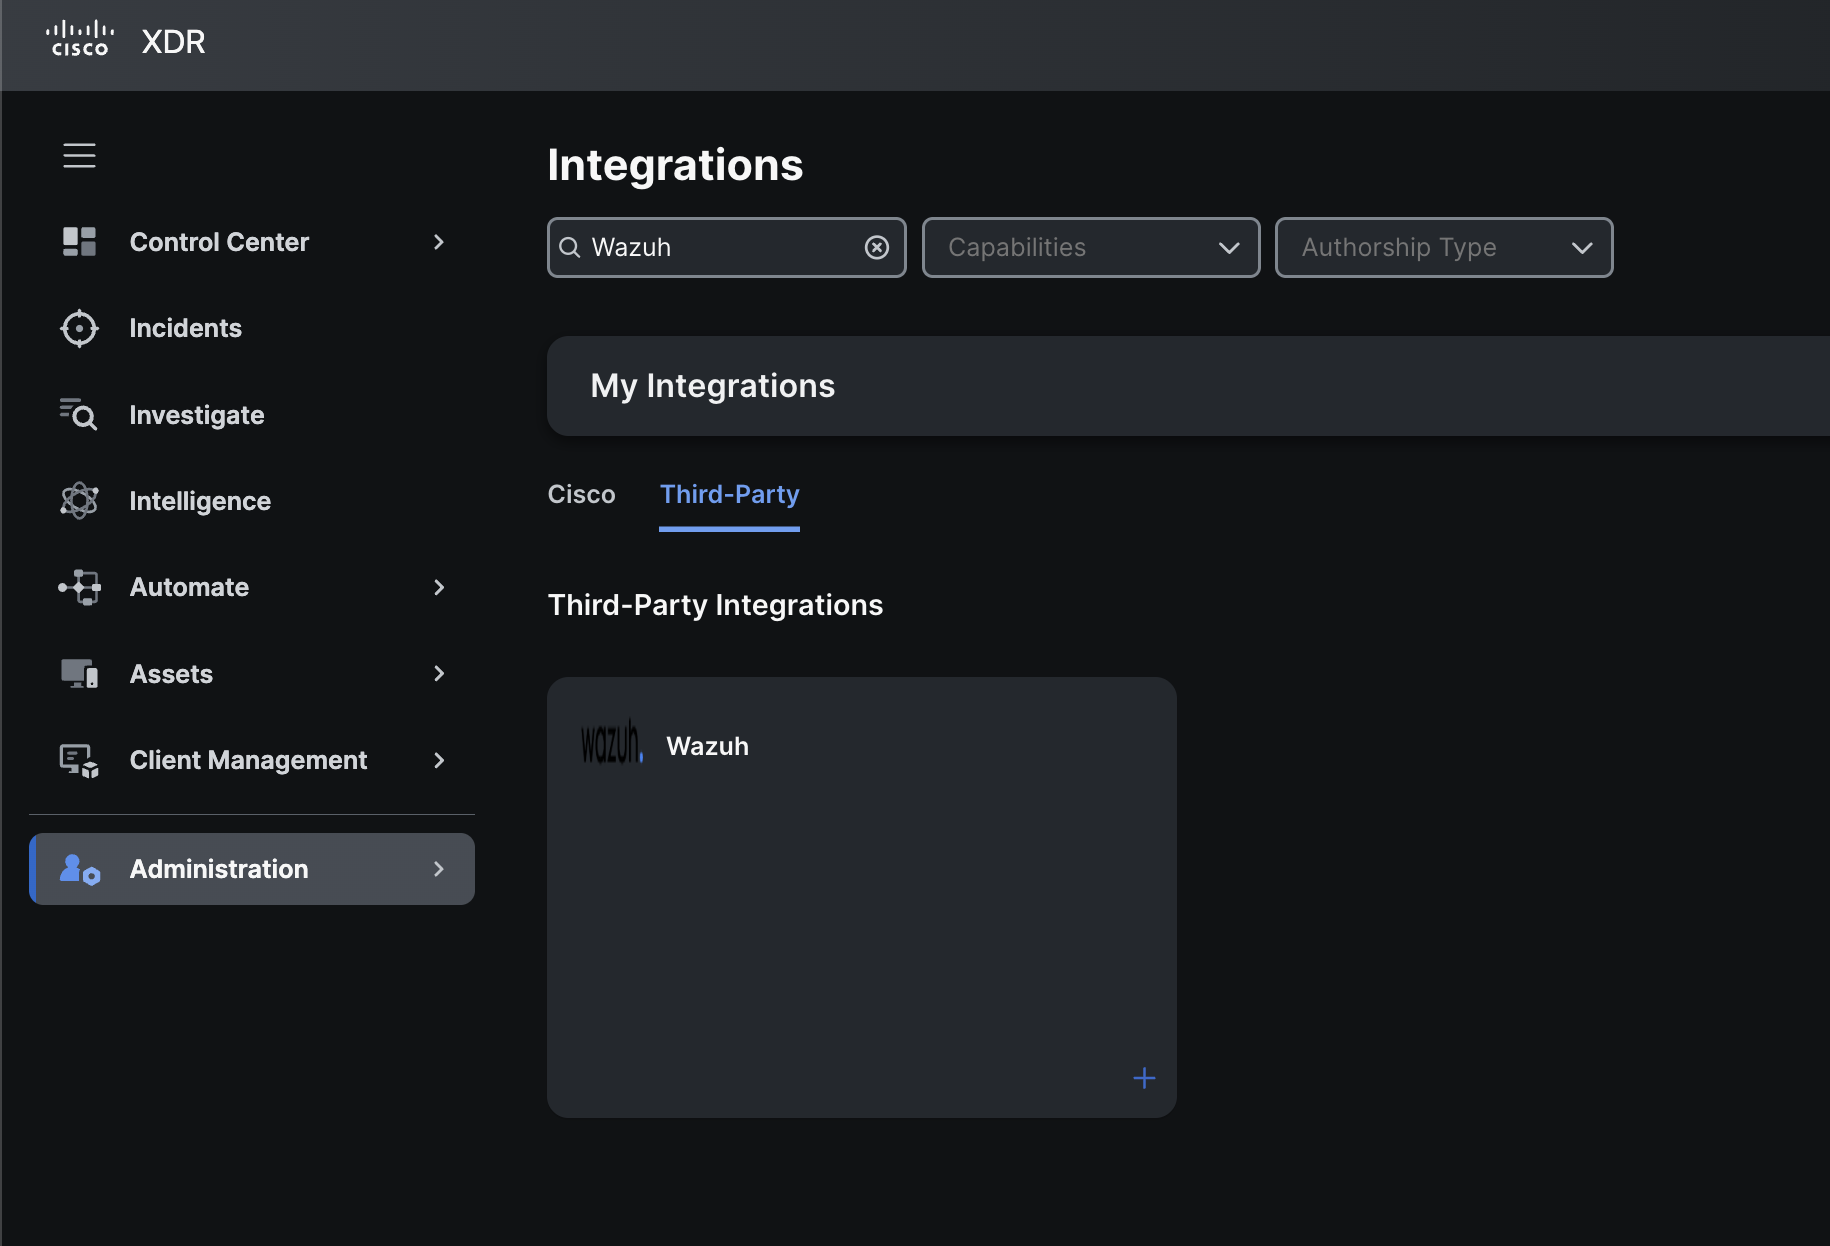 cisco XDR
Integrations
Control Center
Wazuh Capabilities Authorship Type
Incidents
My Integrations
Investigate
Cisco Third-Party
Intelligence
Automate
Third-Party Integrations
Assets
wazuh. Wazuh
Client Management
Administration